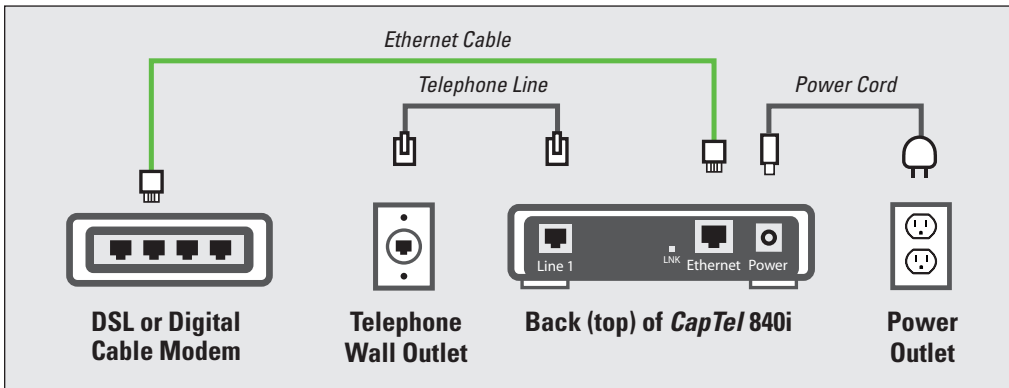 Ethernet Cable
Telephone Line
Power Cord
Line 1
LNK
Ethernet
Power
DSL or Digital
Cable Modem
Telephone
Wall Outlet
Back (top) of CapTel 840i
Power
Outlet